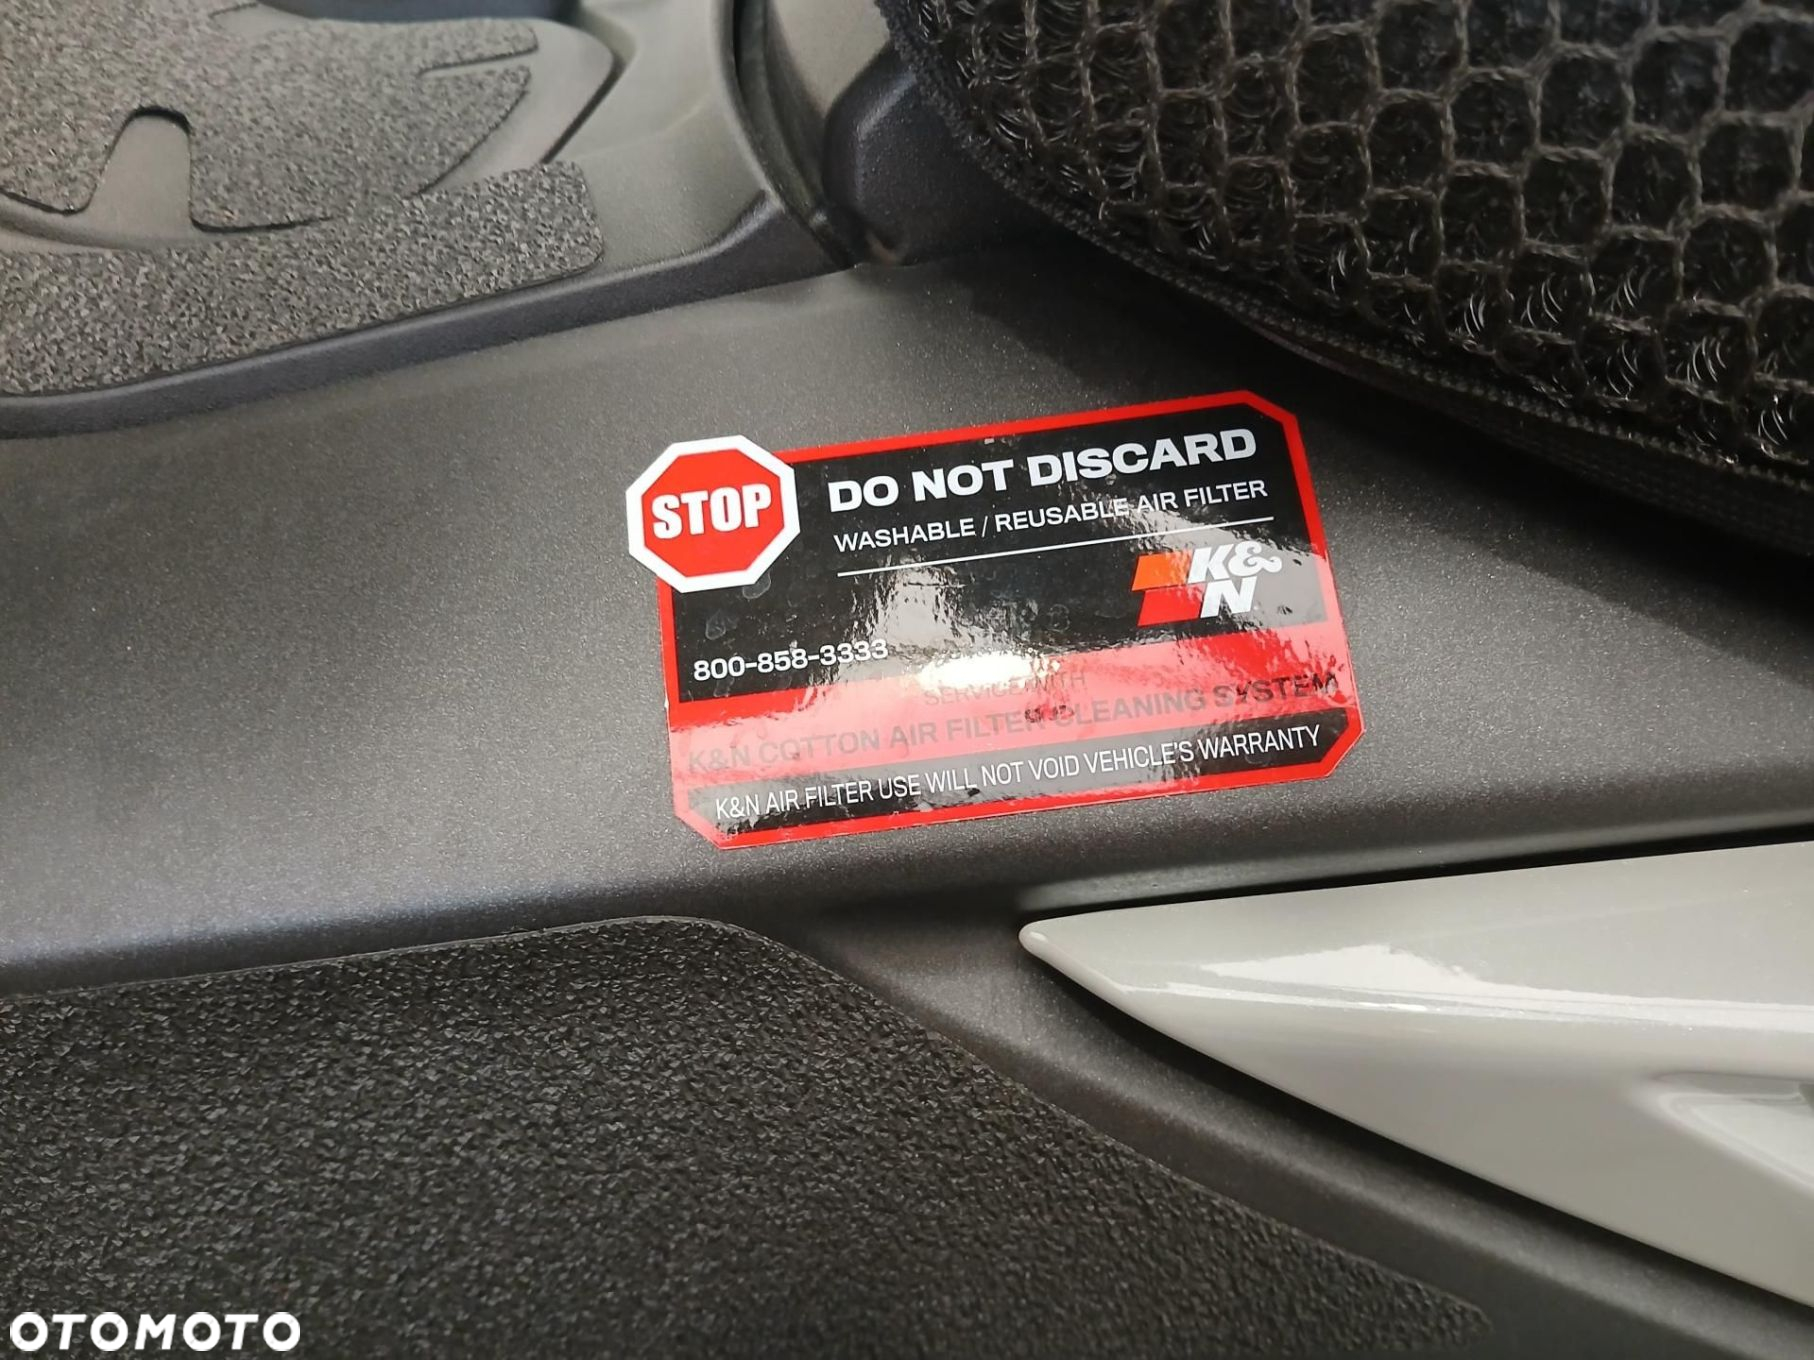 STOP
DO NOT DISCARD
WASHABLE / REUSABLE AIR FILTER
K&N
800-858-3333
SERVICE WITH
K&N COTTON AIR FILTER CLEANING SYSTEM
K&N AIR FILTER USE WILL NOT VOID VEHICLE'S WARRANTY
OTOMOTO